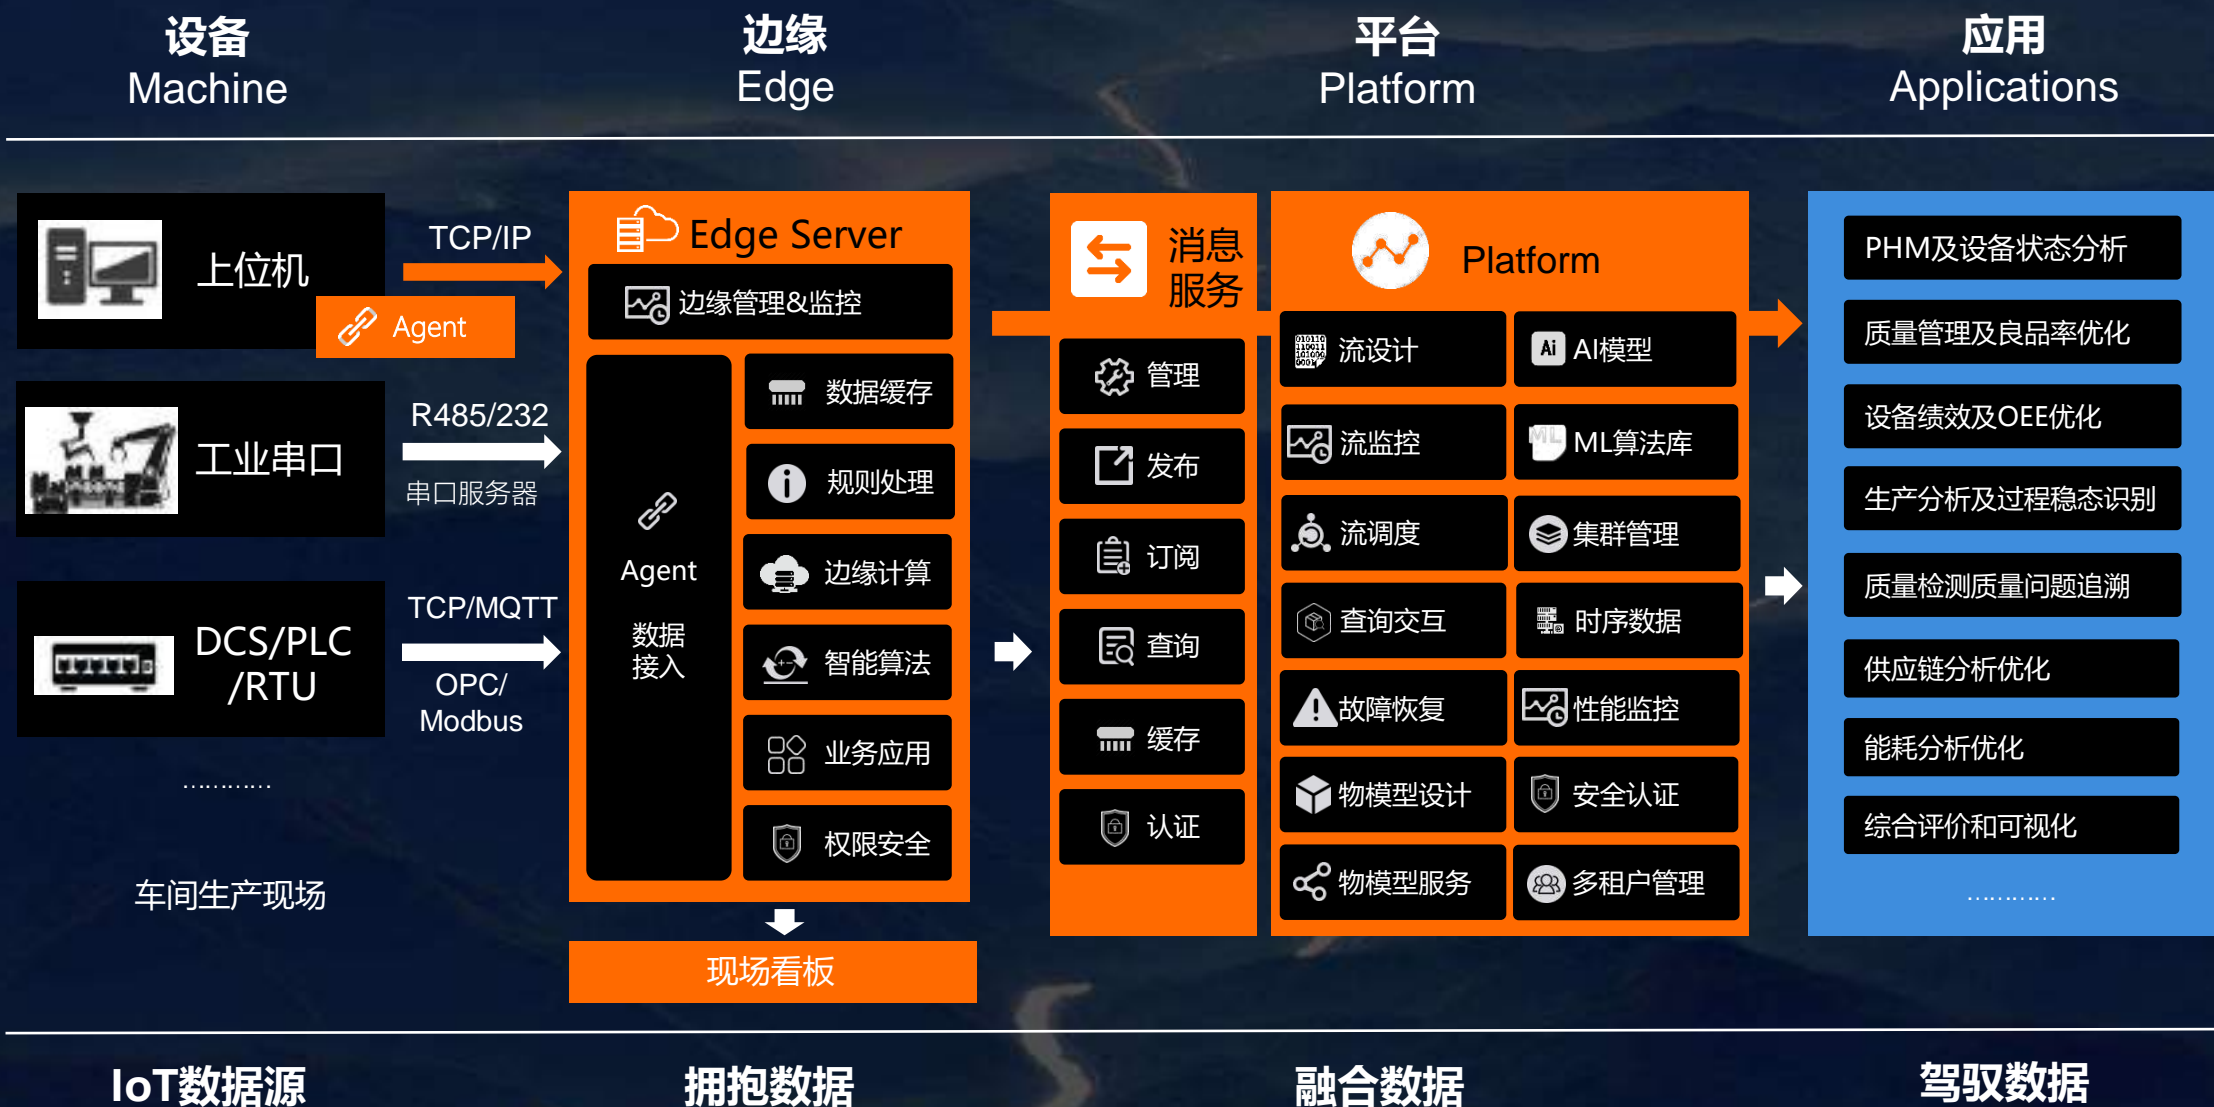 设备
Machine
边缘
Edge
平台
Platform
应用
Applications
上位机
Agent
TCP/IP
工业串口
R485/232
串口服务器
DCS/PLC
/RTU
TCP/MQTT
OPC/
Modbus
…………
车间生产现场
Edge Server
边缘管理&监控
Agent
数据
接入
数据缓存
规则处理
边缘计算
智能算法
业务应用
权限安全
现场看板
消息
服务
管理
发布
订阅
查询
缓存
认证
Platform
流设计
Ai AI模型
流监控
ML ML算法库
流调度
集群管理
查询交互
时序数据
故障恢复
性能监控
物模型设计
安全认证
物模型服务
多租户管理
PHM及设备状态分析
质量管理及良品率优化
设备绩效及OEE优化
生产分析及过程稳态识别
质量检测质量问题追溯
供应链分析优化
能耗分析优化
综合评价和可视化
…………
IoT数据源
拥抱数据
融合数据
驾驭数据